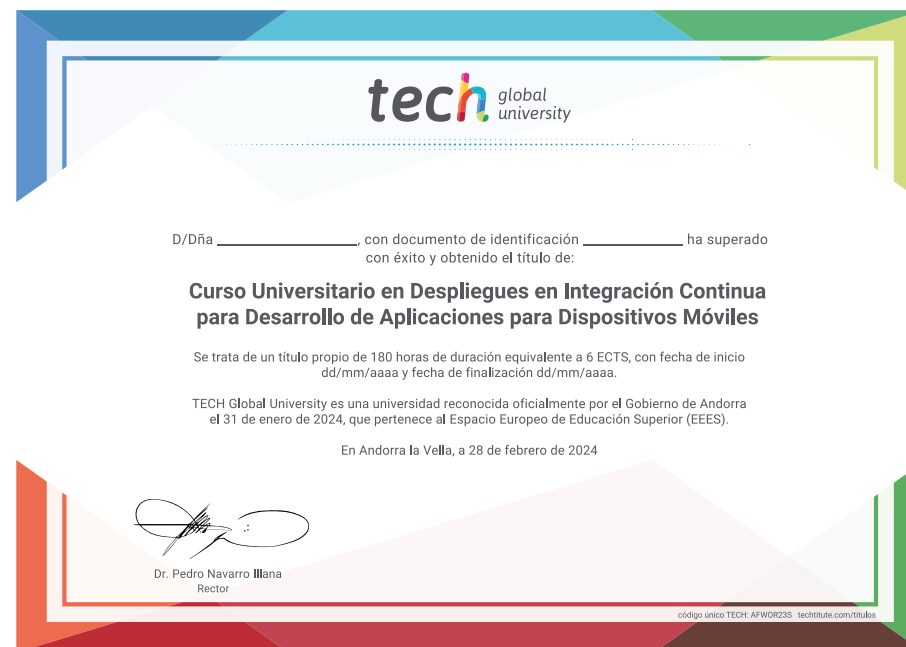 tech global university
D/Dña ____________________, con documento de identificación ______________ ha superado
con éxito y obtenido el título de:
Curso Universitario en Despliegues en Integración Continua
para Desarrollo de Aplicaciones para Dispositivos Móviles
Se trata de un título propio de 180 horas de duración equivalente a 6 ECTS, con fecha de inicio
dd/mm/aaaa y fecha de finalización dd/mm/aaaa.
TECH Global University es una universidad reconocida oficialmente por el Gobierno de Andorra
el 31 de enero de 2024, que pertenece al Espacio Europeo de Educación Superior (EEES).
En Andorra la Vella, a 28 de febrero de 2024
Dr. Pedro Navarro Illana
Rector
código único TECH: AFWOR23S techtitute.com/titulos